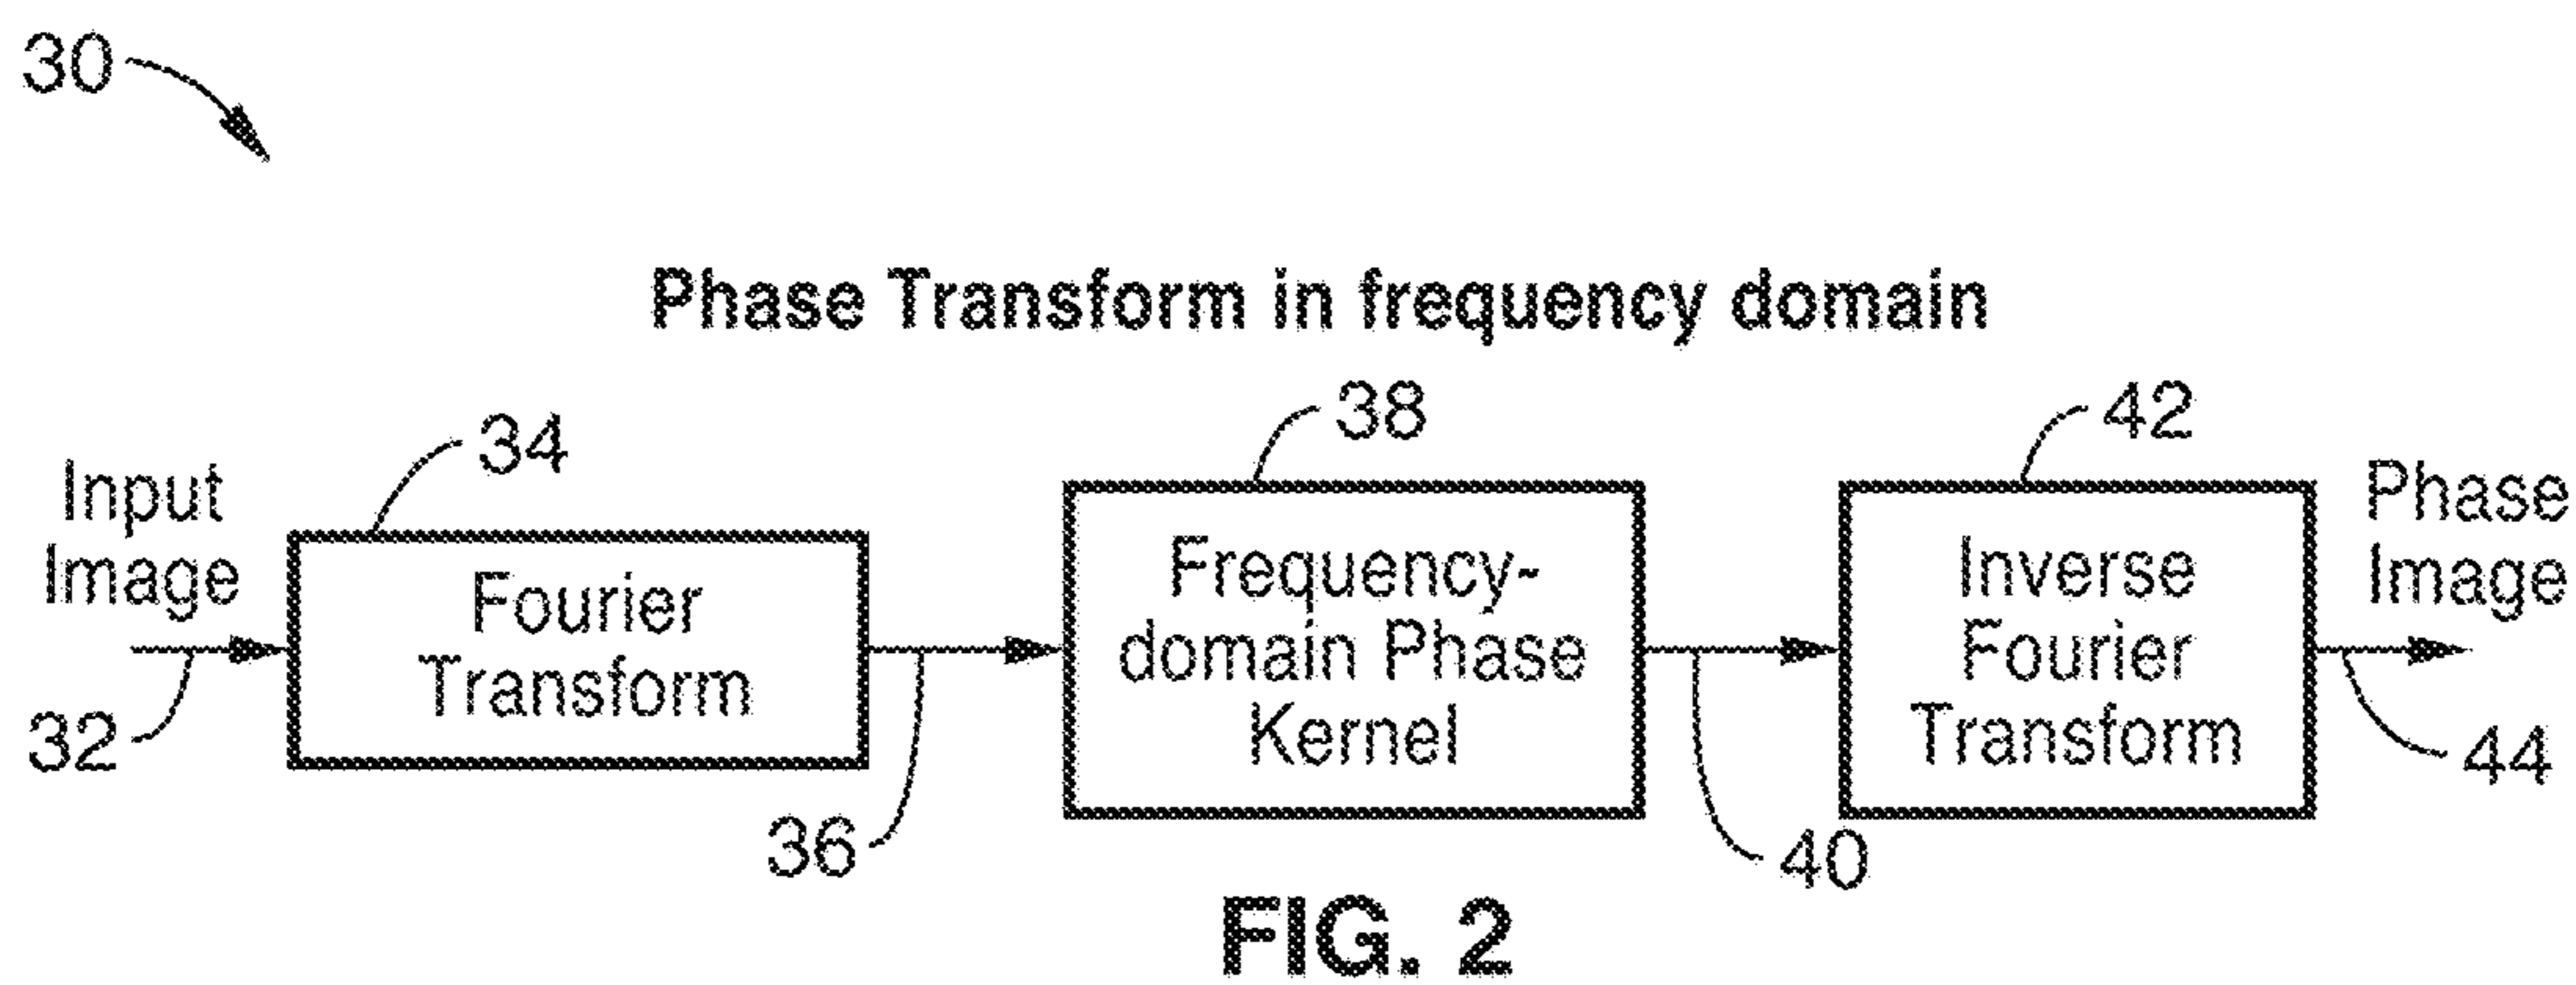 30
Phase Transform in frequency domain
Input
Image
32
34
Fourier
Transform
36
38
Frequency-
domain Phase
Kernel
40
42
Inverse
Fourier
Transform
Phase
Image
44
FIG. 2